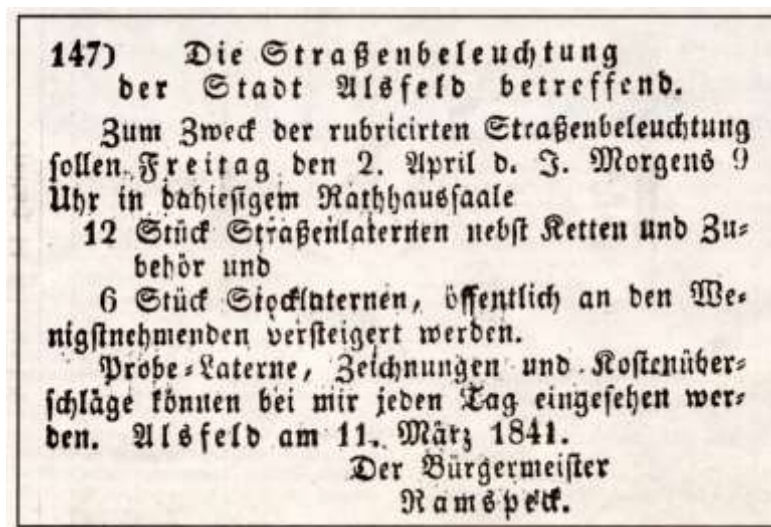 147) Die Straßenbeleuchtung
der Stadt Alsfeld betreffend.
Zum Zweck der rubricirten Straßenbeleuchtung
sollen Freitag den 2. April d. J. Morgens 9
Uhr in dahiesigem Rathhaussaale
12 Stück Straßenlaternen nebst Ketten und Zu-
behör und
6 Stück Stocklaternen, öffentlich an den We-
nigstnehmenden versteigert werden.
Probe-Laterne, Zeichnungen und Kostenüber-
schläge können bei mir jeden Tag eingesehen wer-
den. Alsfeld am 11. März 1841.
Der Bürgermeister
Ramspeck.